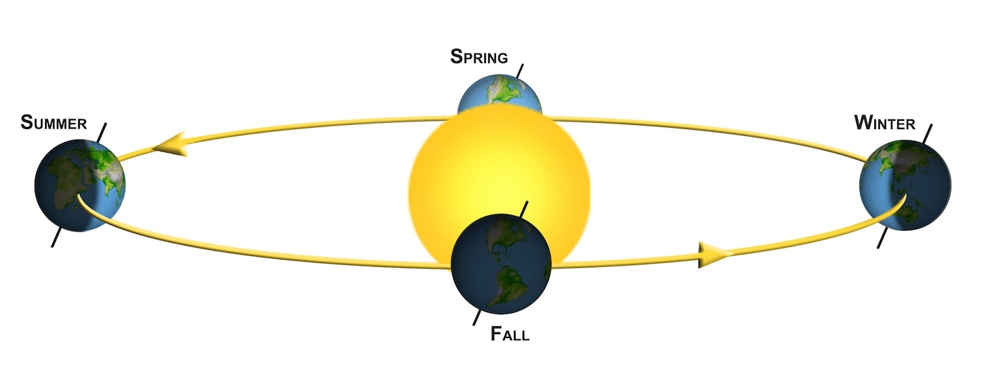 SPRING
SUMMER
WINTER
FALL